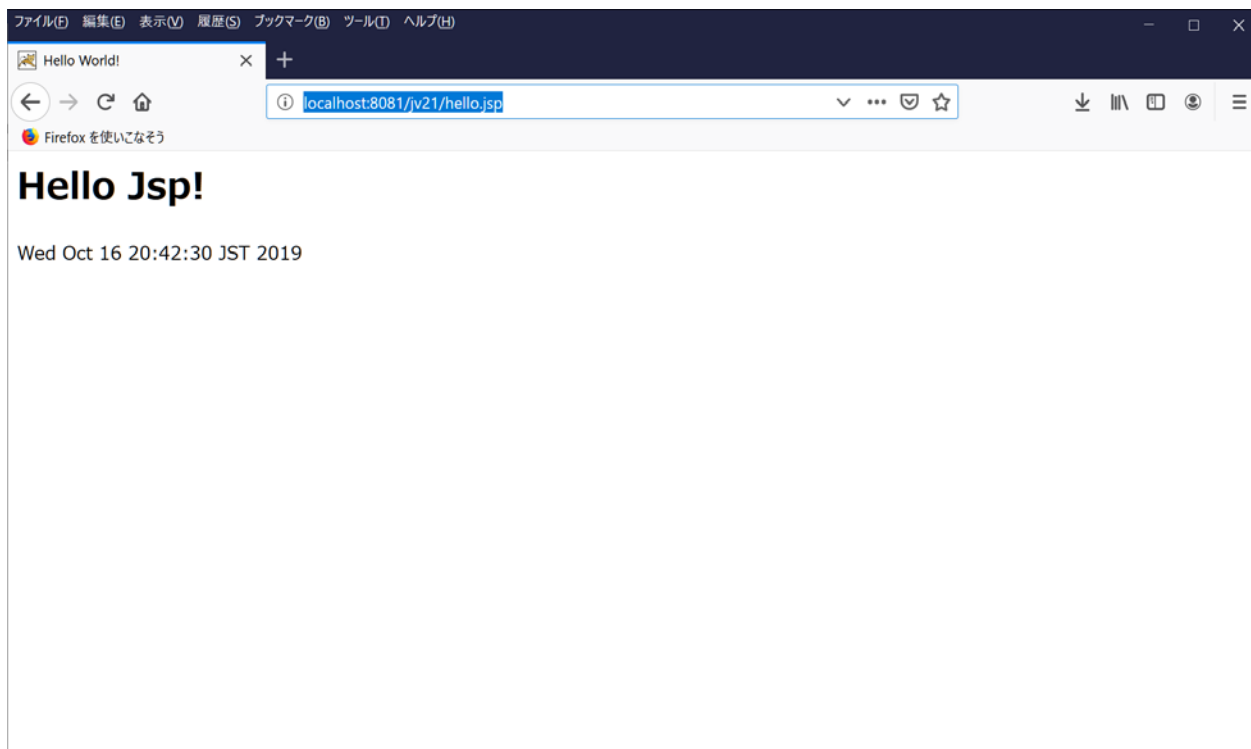 ファイル(F) 編集(E) 表示(V) 履歴(S) ブックマーク(B) ツール(T) ヘルプ(H)
Hello World!
localhost:8081/jv21/hello.jsp
Firefox を使いこなそう
Hello Jsp!
Wed Oct 16 20:42:30 JST 2019